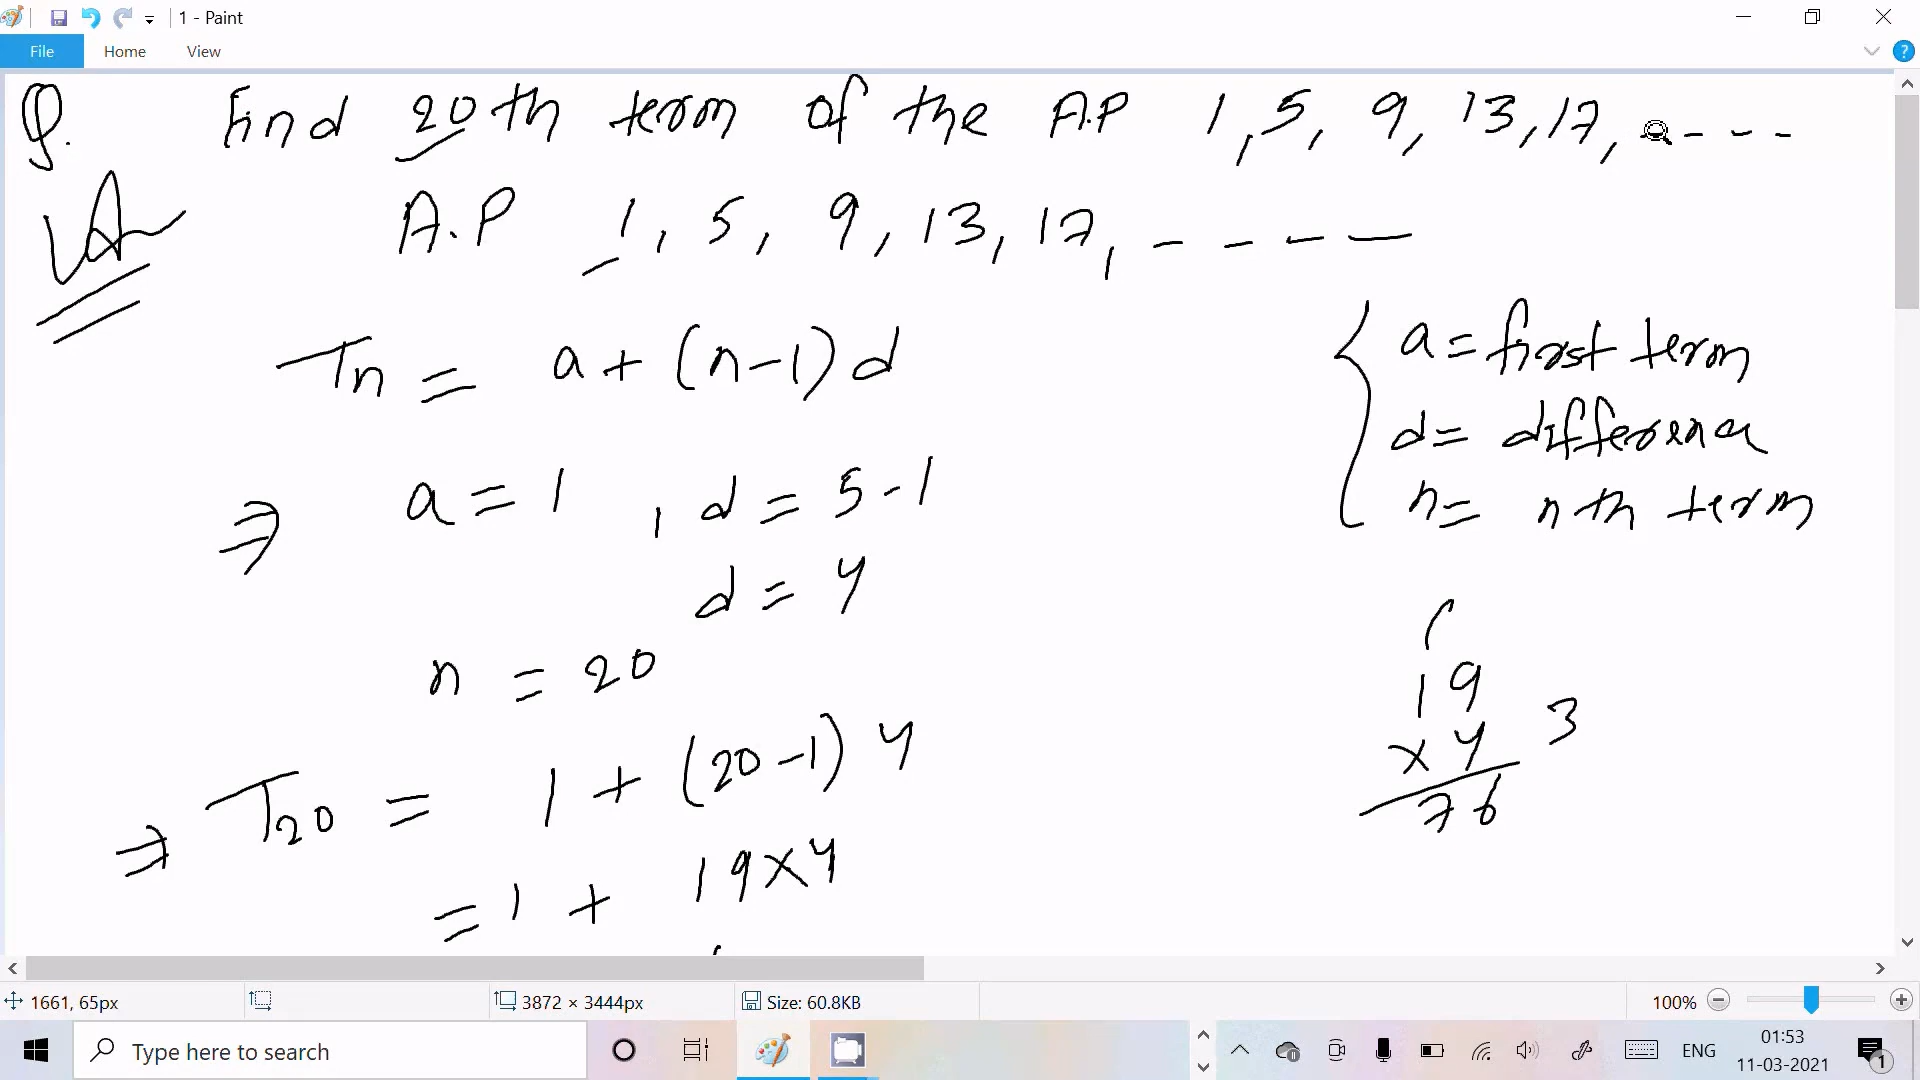 1 - Paint
File Home View
Q. Find 20th term of the A.P 1, 5, 9, 13, 17, - - - -
A.P 1, 5, 9, 13, 17, - - - -
Tn = a + (n-1) d
a = first term
d = difference
n = nth term
⇒ a = 1, d = 5 - 1
d = 4
n = 20
19
x 4 3
76
⇒ T20 = 1 + (20-1) 4
= 1 + 19x4
1661, 65px 3872 × 3444px Size: 60.8KB 100%
Type here to search
ENG
01:53
11-03-2021
1